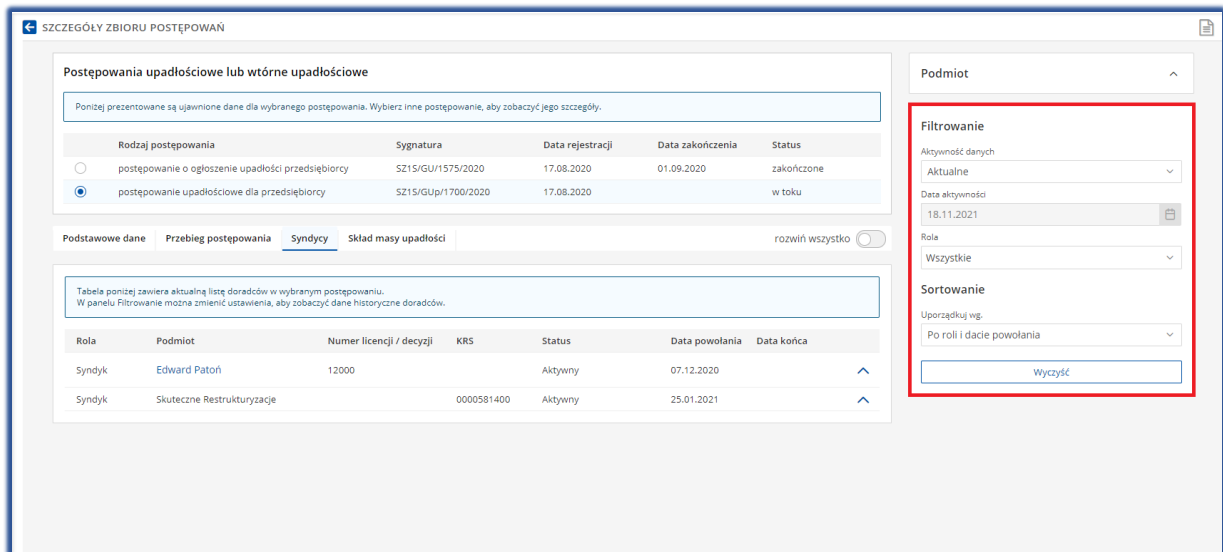 SZCZEGÓŁY ZBIORU POSTĘPOWAŃ
Postępowania upadłościowe lub wtórne upadłościowe
Poniżej prezentowane są ujawnione dane dla wybranego postępowania. Wybierz inne postępowanie, aby zobaczyć jego szczegóły.
Rodzaj postępowania Sygnatura Data rejestracji Data zakończenia Status
postępowanie o ogłoszenie upadłości przedsiębiorcy SZ1S/GU/1575/2020 17.08.2020 01.09.2020 zakończone
postępowanie upadłościowe dla przedsiębiorcy SZ1S/GUp/1700/2020 17.08.2020 w toku
Podstawowe dane Przebieg postępowania Syndycy Skład masy upadłości rozwiń wszystko
Tabela poniżej zawiera aktualną listę doradców w wybranym postępowaniu.
W panelu Filtrowanie można zmienić ustawienia, aby zobaczyć dane historyczne doradców.
Rola Podmiot Numer licencji / decyzji KRS Status Data powołania Data końca
Syndyk Edward Patoń 12000 Aktywny 07.12.2020
Syndyk Skuteczne Restrukturyzacje 0000581400 Aktywny 25.01.2021
Podmiot
Filtrowanie
Aktywność danych
Aktualne
Data aktywności
18.11.2021
Rola
Wszystkie
Sortowanie
Uporządkuj wg.
Po roli i dacie powołania
Wyczyść